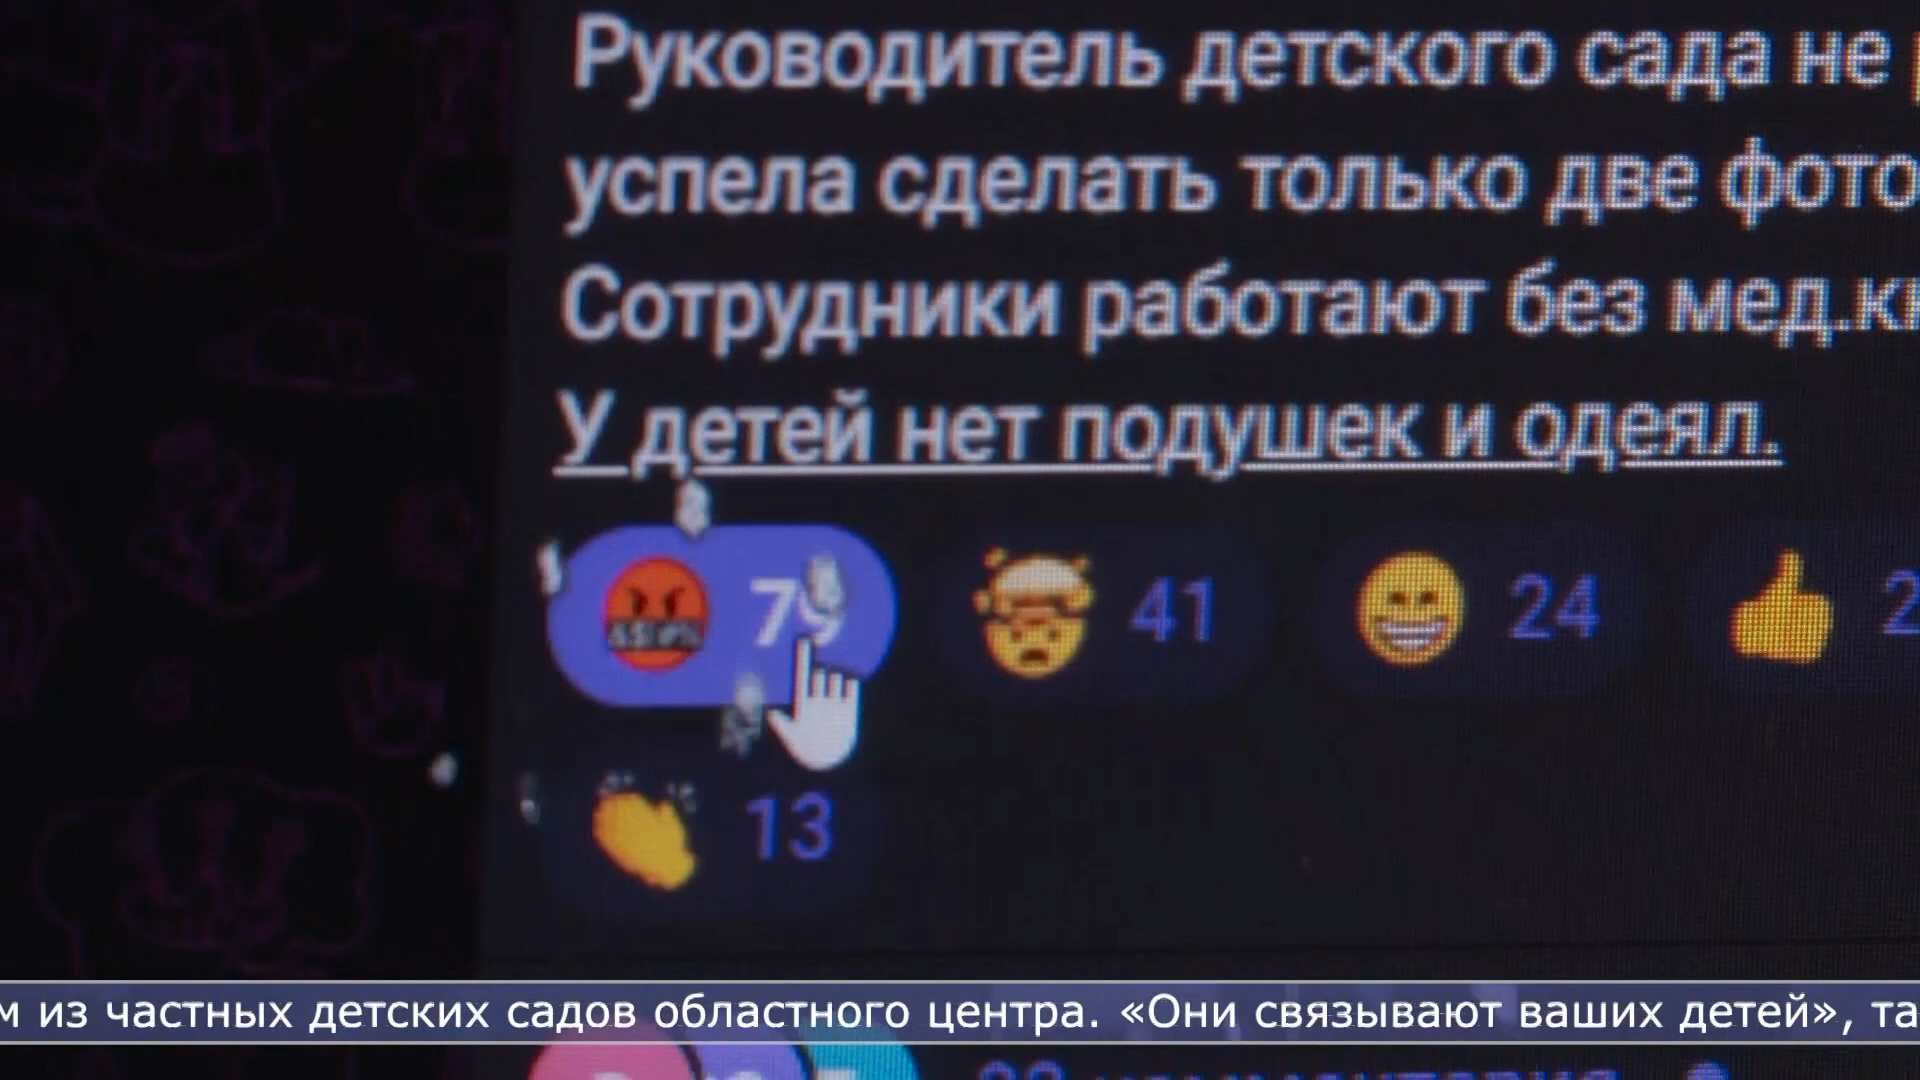 Руководитель детского сада не
успела сделать только две фото
Сотрудники работают без мед.к
У детей нет подушек и одеял.
79 41 24 2
13
м из частных детских садов областного центра. «Они связывают ваших детей», та